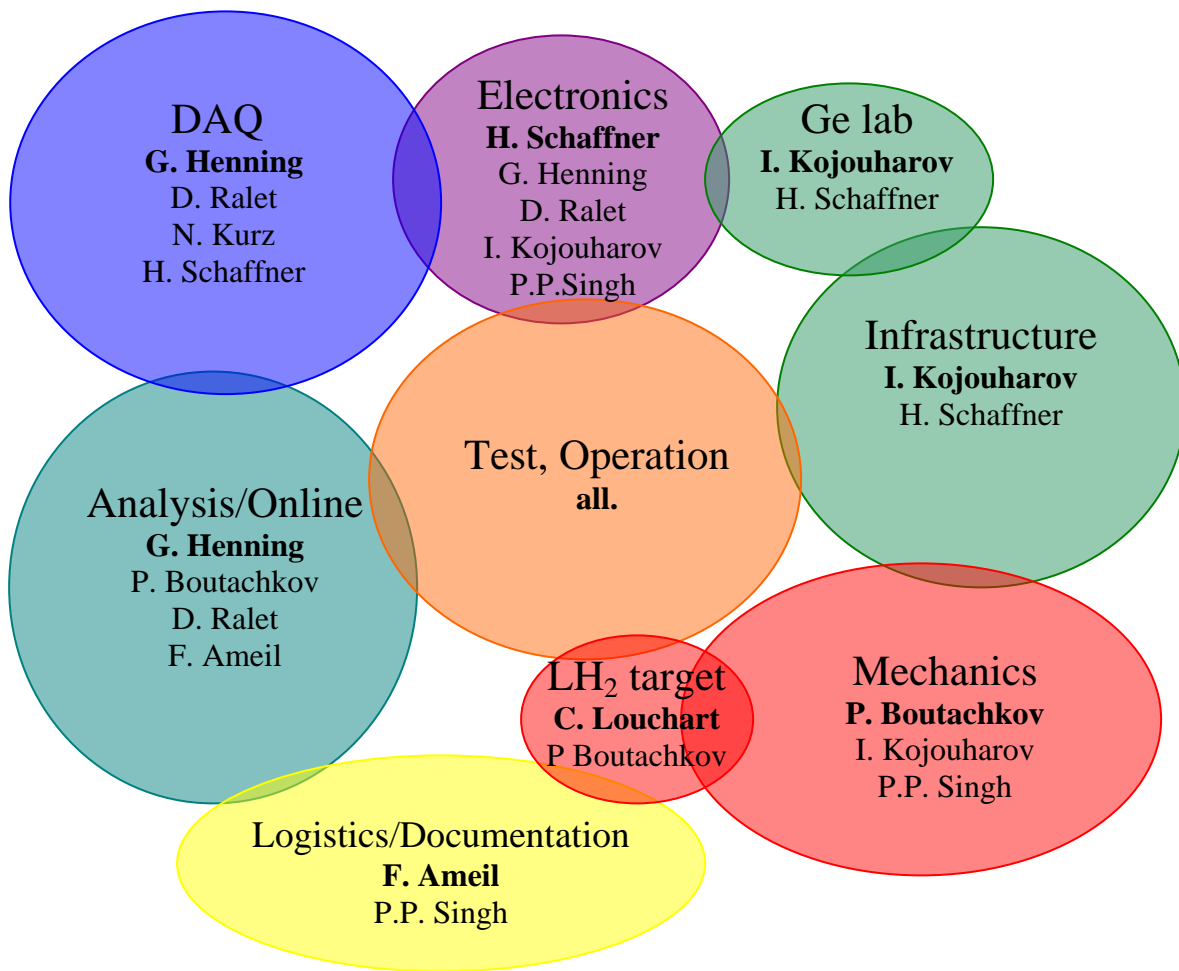 DAQ
G. Henning
D. Ralet
N. Kurz
H. Schaffner
Electronics
H. Schaffner
G. Henning
D. Ralet
I. Kojouharov
P.P.Singh
Ge lab
I. Kojouharov
H. Schaffner
Infrastructure
I. Kojouharov
H. Schaffner
Test, Operation
all.
Analysis/Online
G. Henning
P. Boutachkov
D. Ralet
F. Ameil
LH₂ target
C. Louchart
P Boutachkov
Mechanics
P. Boutachkov
I. Kojouharov
P.P. Singh
Logistics/Documentation
F. Ameil
P.P. Singh